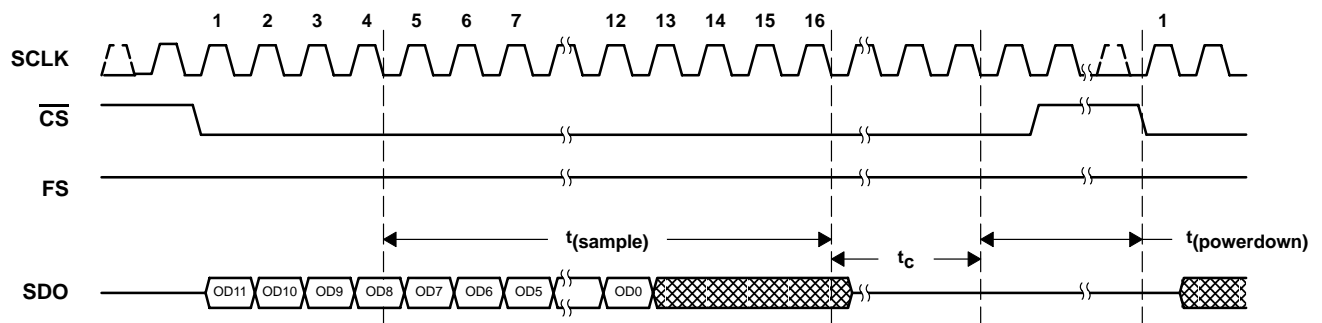 1 2 3 4 5 6 7 12 13 14 15 16 1
SCLK
CS
FS
t(sample) t(powerdown)
tC
SDO OD11 OD10 OD9 OD8 OD7 OD6 OD5 OD0